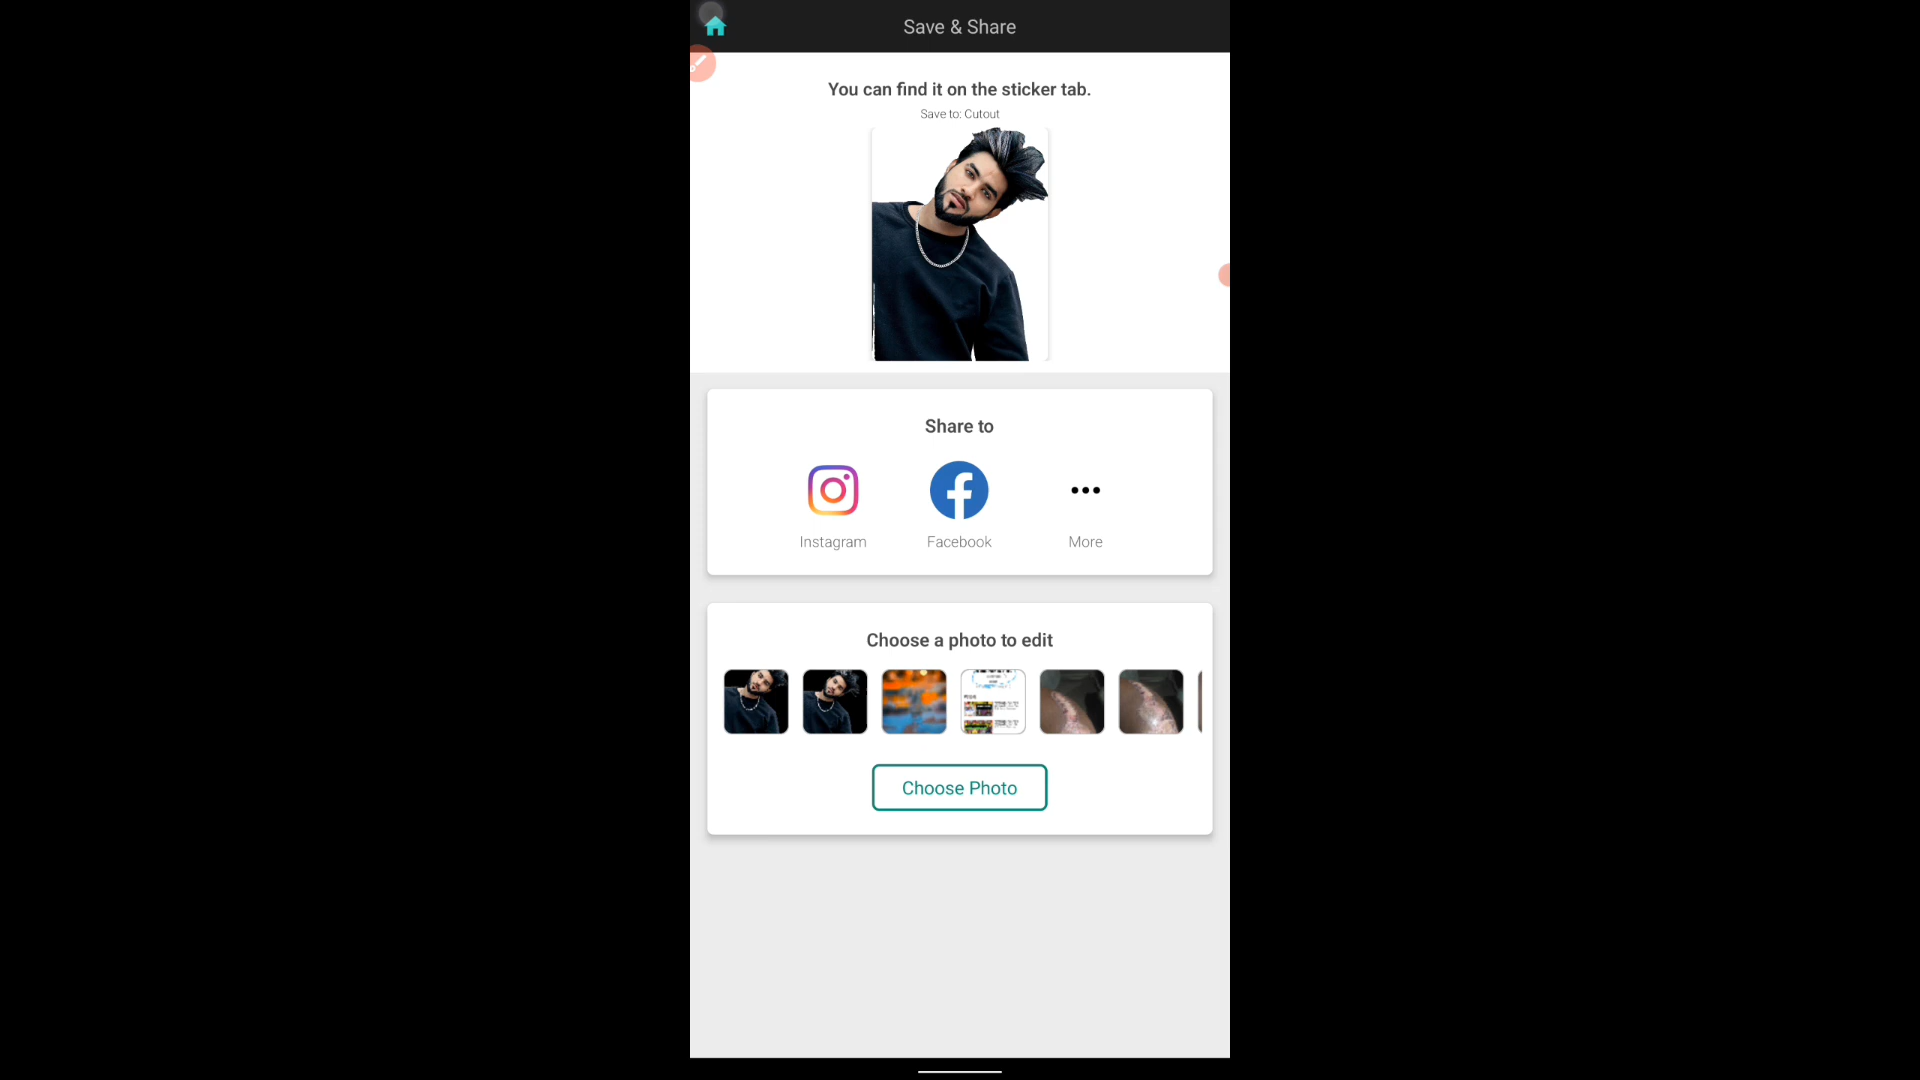 Save & Share
You can find it on the sticker tab.
Save to: Cutout
Share to
Instagram
Facebook
More
Choose a photo to edit
Choose Photo